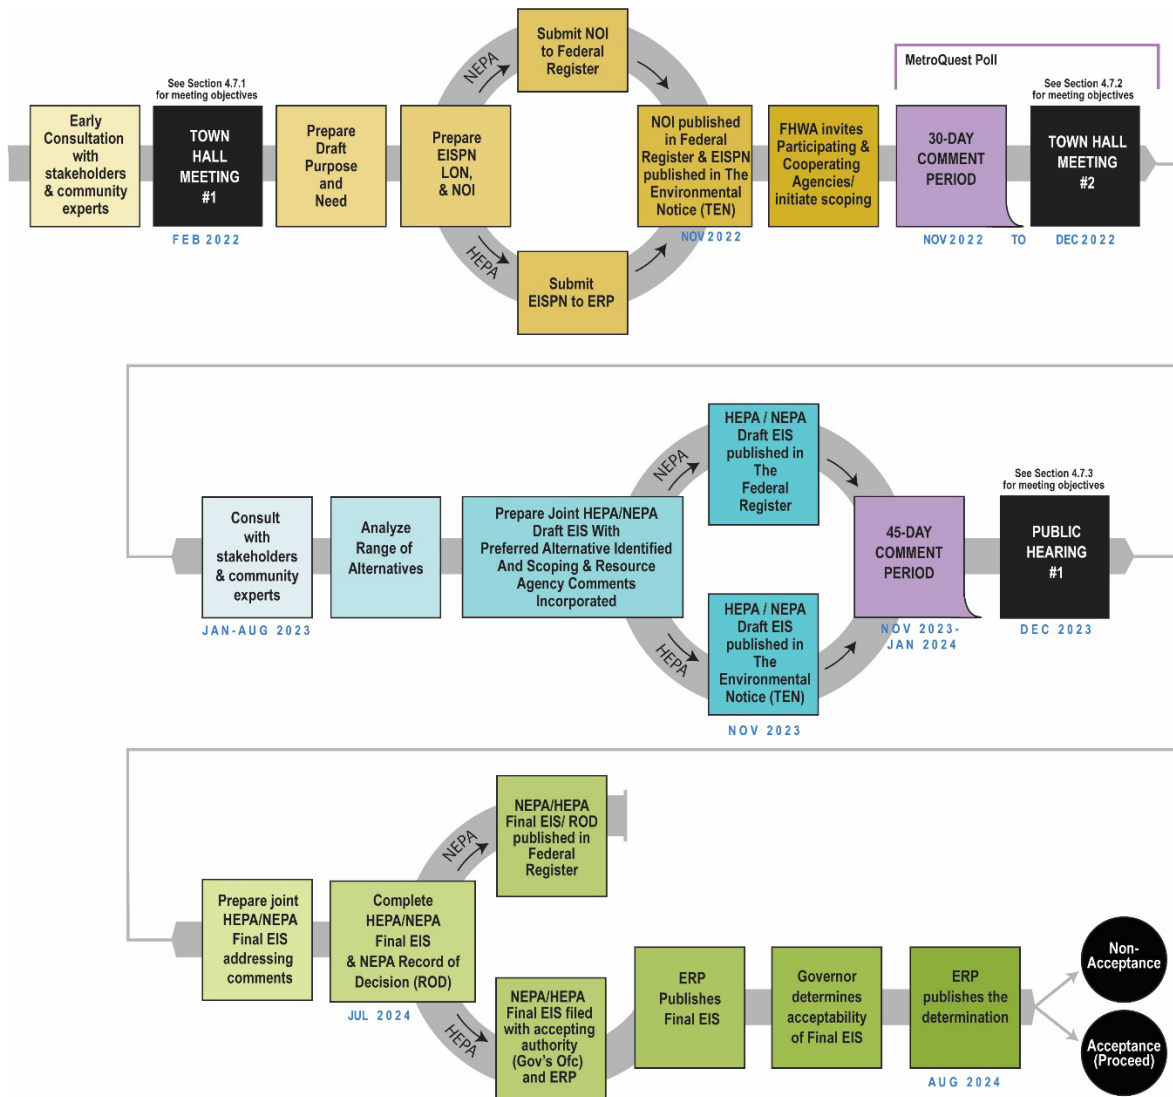 MetroQuest Poll
See Section 4.7.1
for meeting objectives
See Section 4.7.2
for meeting objectives
Early
Consultation
with
stakeholders
& community
experts
TOWN
HALL
MEETING
#1
FEB 2022
Prepare
Draft
Purpose
and
Need
Prepare
EISPN
LON,
& NOI
NEPA
Submit NOI
to Federal
Register
HEPA
Submit
EISPN to ERP
NOI published
in Federal
Register & EISPN
published in The
Environmental
Notice (TEN)
NOV 2022
FHWA invites
Participating &
Cooperating
Agencies/
initiate scoping
30-DAY
COMMENT
PERIOD
NOV 2022
TO
TOWN HALL
MEETING
#2
DEC 2022
Consult
with
stakeholders
& community
experts
JAN-AUG 2023
Analyze
Range of
Alternatives
Prepare Joint HEPA/NEPA
Draft EIS With
Preferred Alternative Identified
And Scoping & Resource
Agency Comments
Incorporated
NEPA
HEPA / NEPA
Draft EIS
published in
The
Federal
Register
HEPA
HEPA / NEPA
Draft EIS
published in
The
Environmental
Notice (TEN)
NOV 2023
45-DAY
COMMENT
PERIOD
NOV 2023-
JAN 2024
See Section 4.7.3
for meeting objectives
PUBLIC
HEARING
#1
DEC 2023
Prepare joint
HEPA/NEPA
Final EIS
addressing
comments
Complete
HEPA/NEPA
Final EIS
& NEPA Record of
Decision (ROD)
JUL 2024
NEPA
NEPA/HEPA
Final EIS/ ROD
published in
Federal
Register
HEPA
NEPA/HEPA
Final EIS filed
with accepting
authority
(Gov's Ofc)
and ERP
ERP
Publishes
Final EIS
Governor
determines
acceptability
of Final EIS
ERP
publishes the
determination
AUG 2024
Non-
Acceptance
Acceptance
(Proceed)